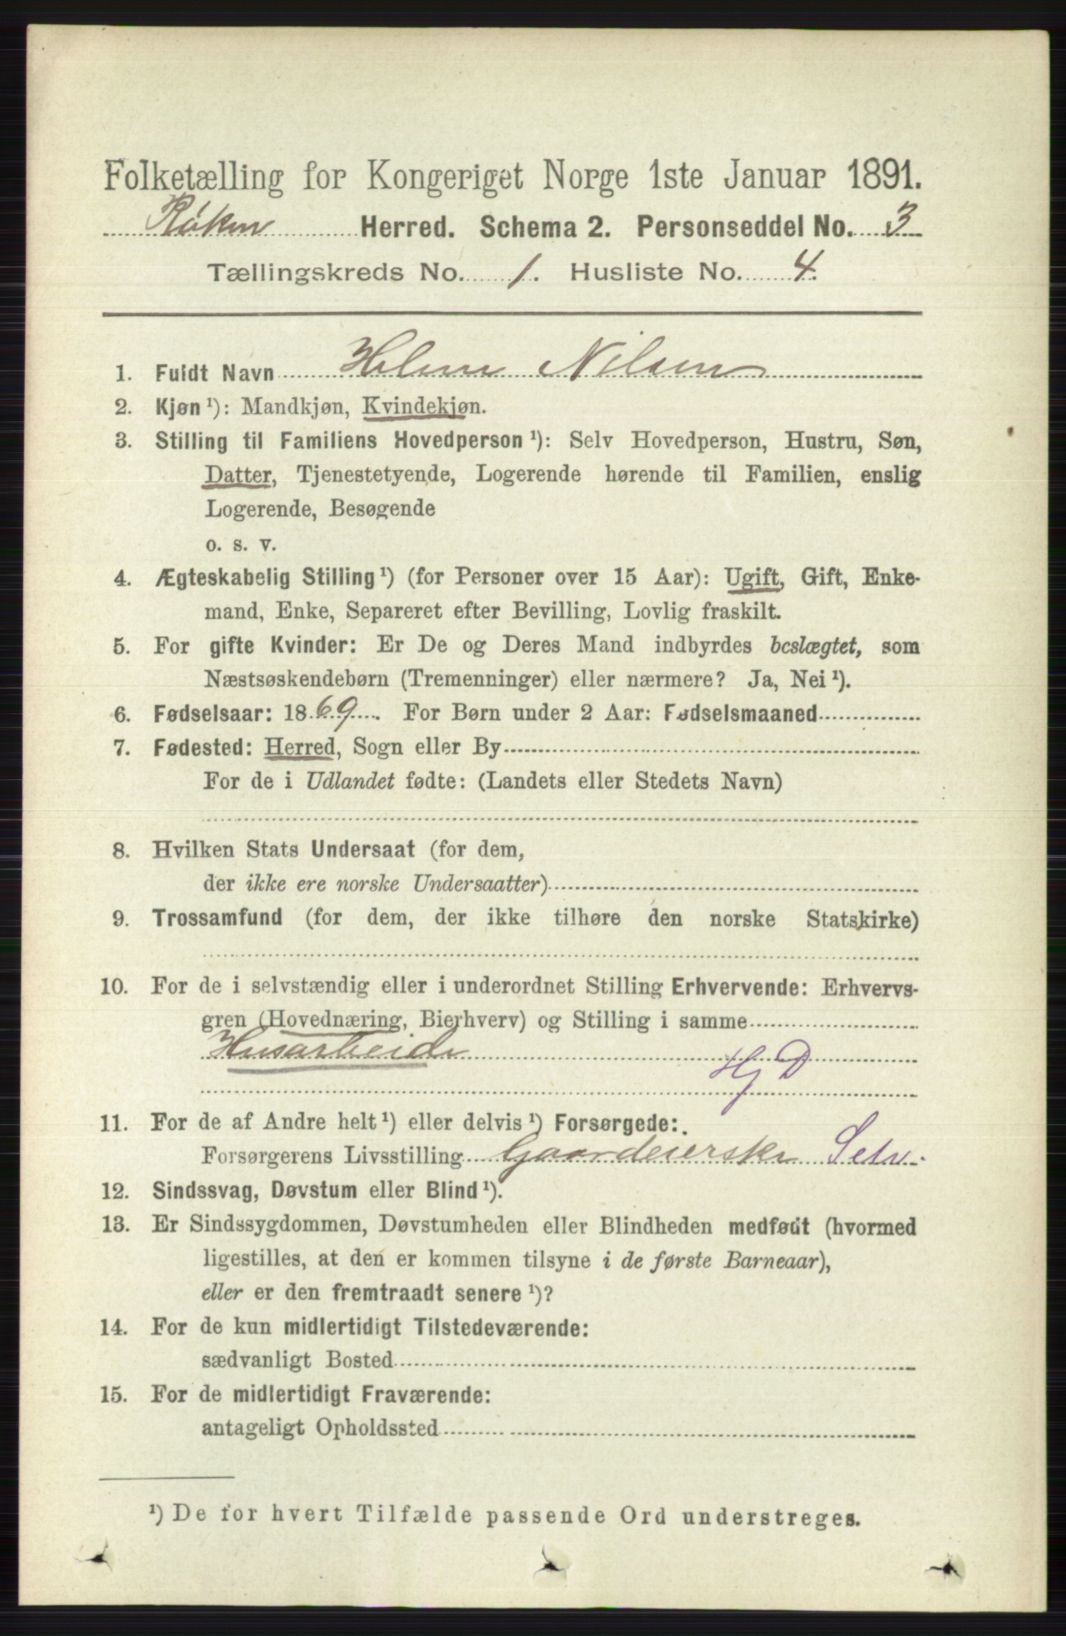 Folketælling for Kongeriget Norge 1ste Januar 1891.
Røken Herred. Schema 2. Personseddel No. 3
Tællingskreds No. 1. Husliste No. 4.
1. Fuldt Navn Helene Nilsen
2. Kjøn ¹): Mandkjøn, Kvindekjøn.
3. Stilling til Familiens Hovedperson ¹): Selv Hovedperson, Hustru, Søn,
Datter, Tjenestetyende, Logerende hørende til Familien, enslig
Logerende, Besøgende
o. s. v.
4. Ægteskabelig Stilling ¹) (for Personer over 15 Aar): Ugift, Gift, Enke-
mand, Enke, Separeret efter Bevilling, Lovlig fraskilt.
5. For gifte Kvinder: Er De og Deres Mand indbyrdes beslægtet, som
Næstsøskendebørn (Tremenninger) eller nærmere? Ja, Nei ¹).
6. Fødselsaar: 1869. For Børn under 2 Aar: Fødselsmaaned
7. Fødested: Herred, Sogn eller By
For de i Udlandet fødte: (Landets eller Stedets Navn)
8. Hvilken Stats Undersaat (for dem,
der ikke ere norske Undersaatter)
9. Trossamfund (for dem, der ikke tilhøre den norske Statskirke)
10. For de i selvstændig eller i underordnet Stilling Erhvervende: Erhvervs-
gren (Hovednæring, Bierhverv) og Stilling i samme
Husarbeide Hj D
11. For de af Andre helt ¹) eller delvis ¹) Forsørgede:
Forsørgerens Livsstilling Gaardeierske Selv.
12. Sindssvag, Døvstum eller Blind ¹).
13. Er Sindssygdommen, Døvstumheden eller Blindheden medfødt (hvormed
ligestilles, at den er kommen tilsyne i de første Barneaar),
eller er den fremtraadt senere ¹)?
14. For de kun midlertidigt Tilstedeværende:
sædvanligt Bosted
15. For de midlertidigt Fraværende:
antageligt Opholdssted
¹) De for hvert Tilfælde passende Ord understreges.